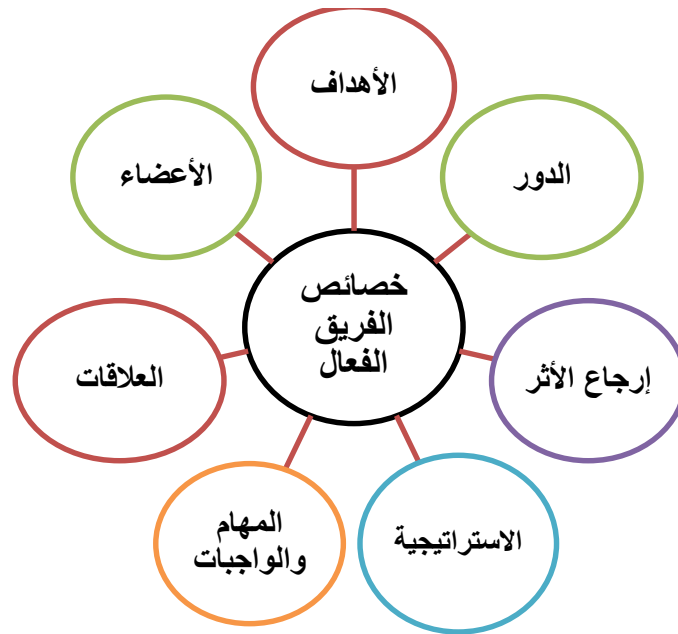 الأهداف
الدور
الأعضاء
خصائص
الفريق
الفعال
إرجاع الأثر
العلاقات
الاستراتيجية
المهام
والواجبات